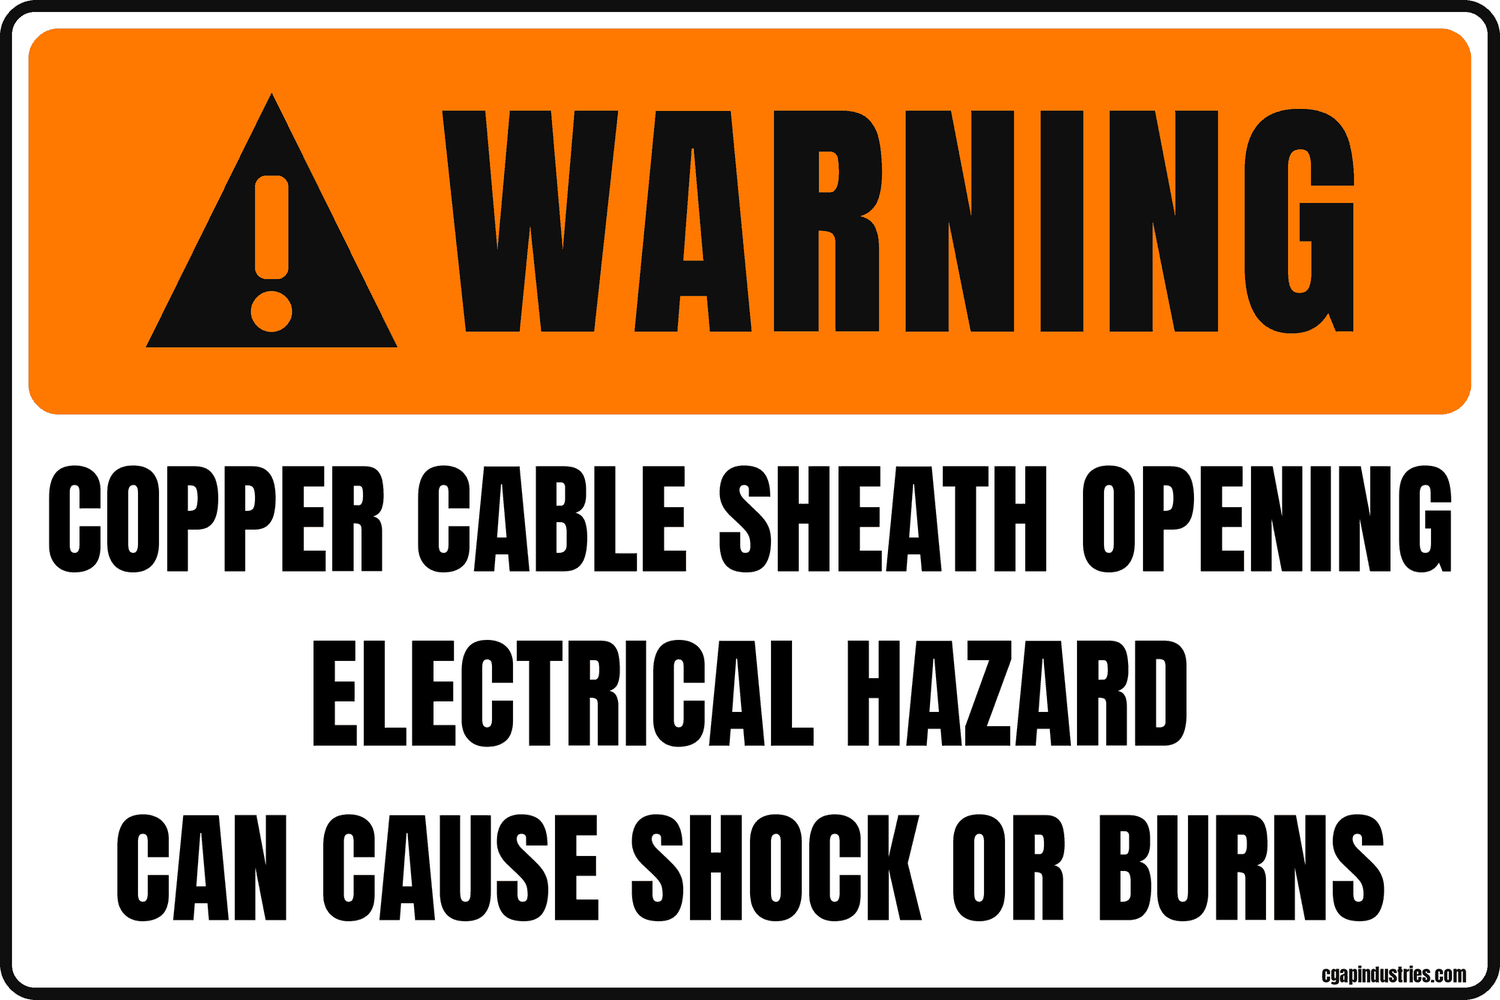 WARNING
COPPER CABLE SHEATH OPENING
ELECTRICAL HAZARD
CAN CAUSE SHOCK OR BURNS
cgapindustries.com